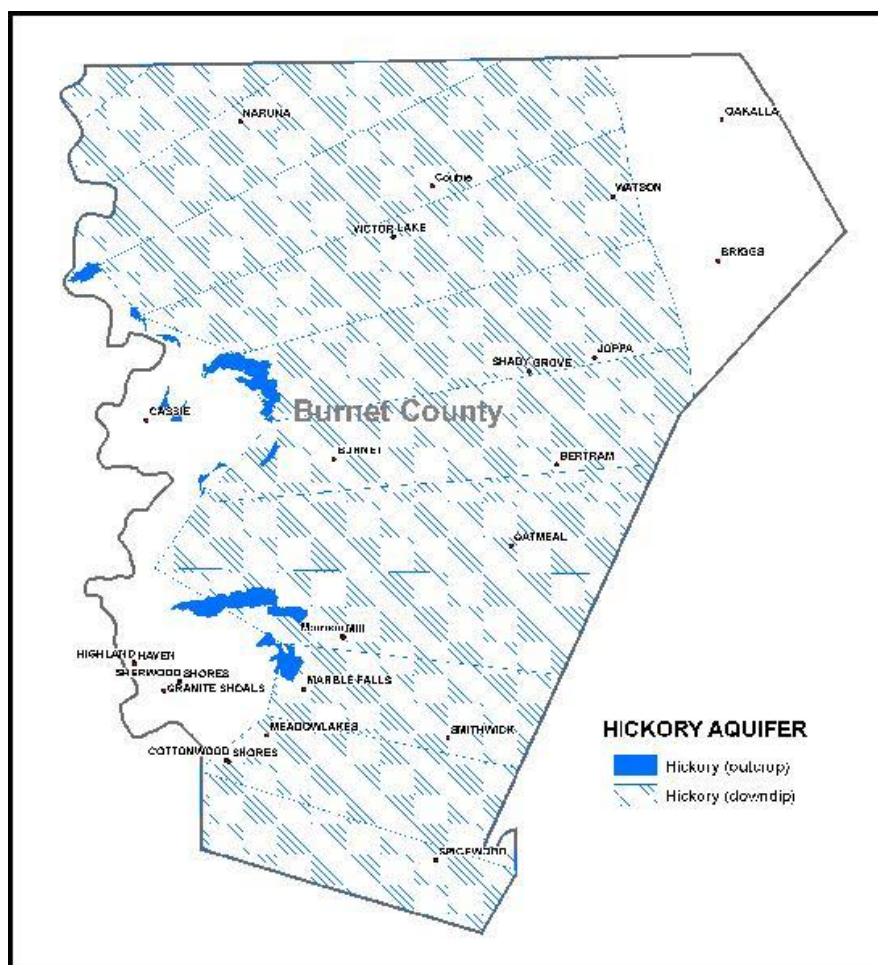 NARUNA
OAKALLA
WATSON
VICTOR LAKE
BRIGGS
SHADY GROVE
JOPPA
CASSIE
Burnet County
BURNET
BERTRAM
OATMEAL
Mormon Mill
HIGHLAND HAVEN
SHERWOOD SHORES
GRANITE SHOALS
MARBLE FALLS
MEADOWLAKES
SMITHWICK
COTTONWOOD SHORES
SPICEWOOD
HICKORY AQUIFER
Hickory (outcrop)
Hickory (downdip)